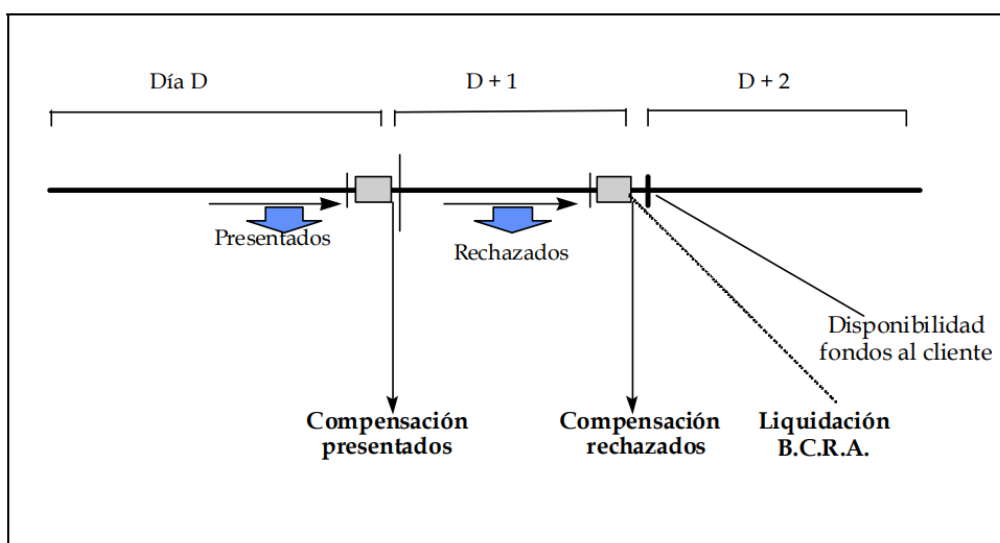 Día D
D + 1
D + 2
Presentados
Rechazados
Disponibilidad
fondos al cliente
Compensación
presentados
Compensación
rechazados
Liquidación
B.C.R.A.